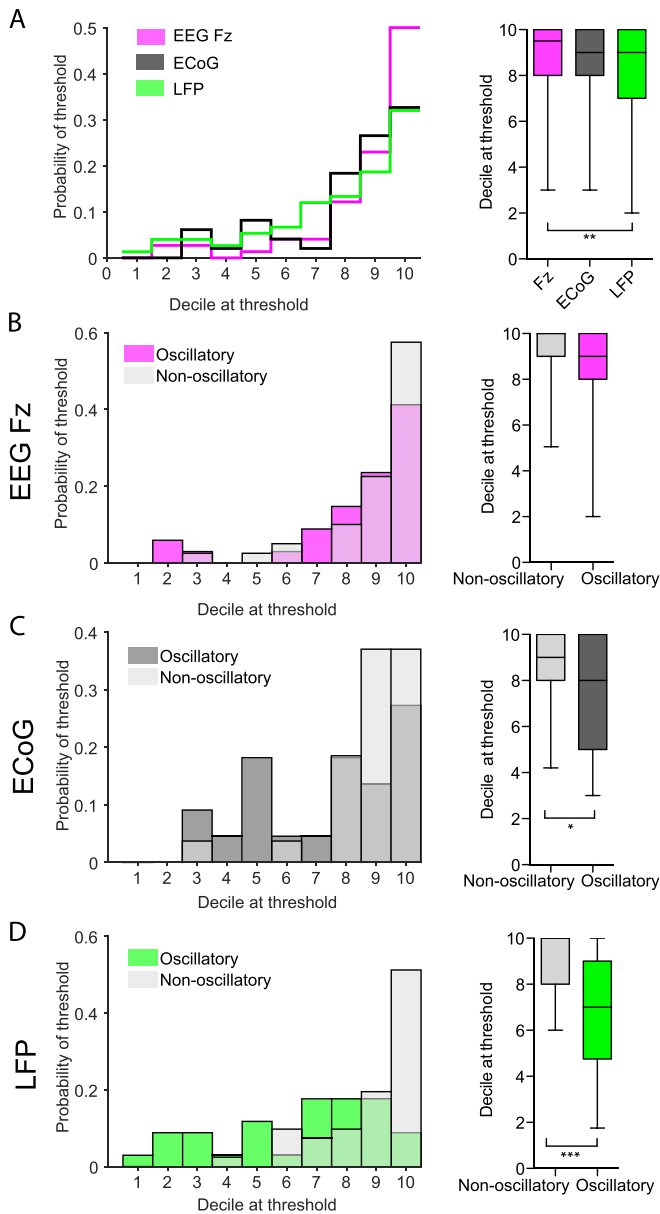 A
0.5
0.4
0.3
0.2
0.1
0
Probability of threshold
EEG Fz
ECoG
LFP
0 1 2 3 4 5 6 7 8 9 10
Decile at threshold
10
8
6
4
2
0
Decile at threshold
**
Fz
ECoG
LFP
B
EEG Fz
0.6
0.4
0.2
0
Probability of threshold
Oscillatory
Non-oscillatory
1 2 3 4 5 6 7 8 9 10
Decile at threshold
10
8
6
4
2
0
Decile at threshold
Non-oscillatory Oscillatory
C
ECoG
0.4
0.3
0.2
0.1
0
Probability of threshold
Oscillatory
Non-oscillatory
1 2 3 4 5 6 7 8 9 10
Decile at threshold
10
8
6
4
2
0
Decile at threshold
*
Non-oscillatory Oscillatory
D
LFP
0.6
0.4
0.2
0
Probability of threshold
Oscillatory
Non-oscillatory
1 2 3 4 5 6 7 8 9 10
Decile at threshold
10
8
6
4
2
0
Decile at threshold
***
Non-oscillatory Oscillatory